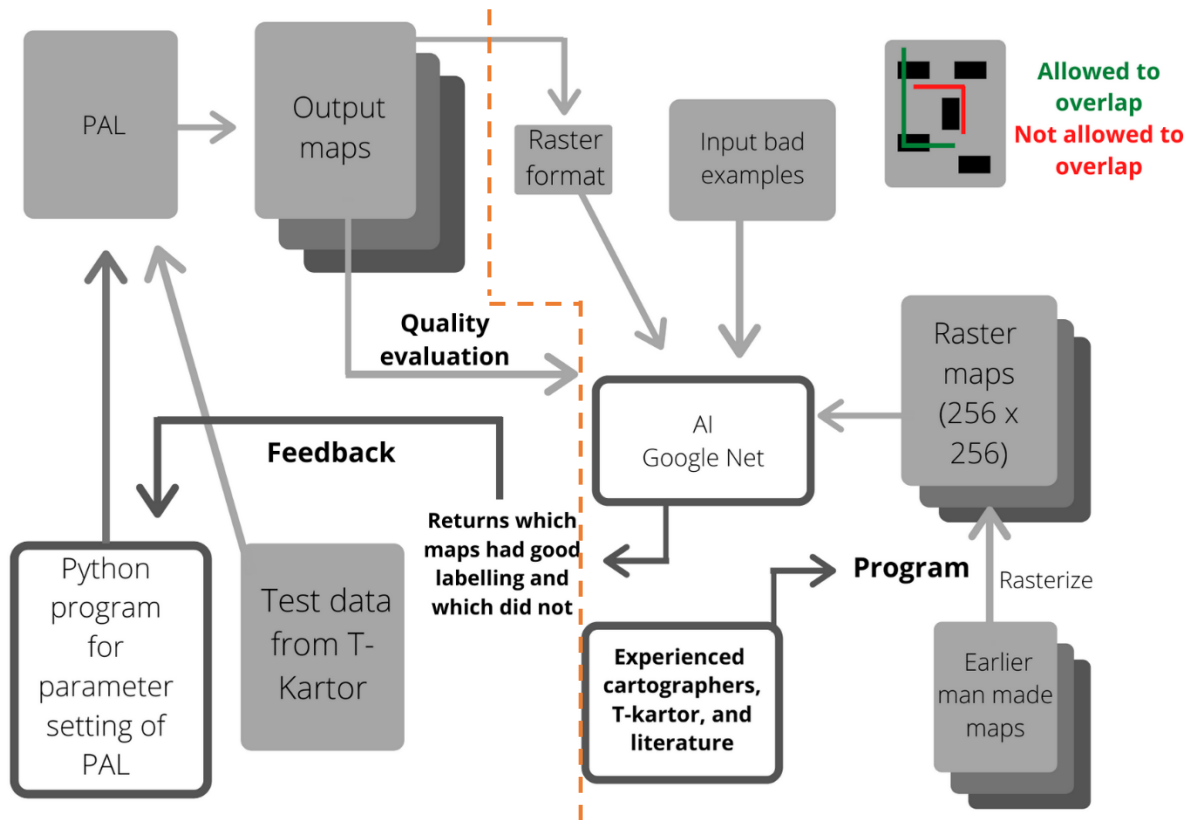 PAL
Output
maps
Raster
format
Input bad
examples
Allowed to
overlap
Not allowed to
overlap
Quality
evaluation
Raster
maps
(256 x
256)
AI
Google Net
Feedback
Returns which
maps had good
labelling and
which did not
Python
program
for
parameter
setting of
PAL
Test data
from T-
Kartor
Program
Rasterize
Experienced
cartographers,
T-kartor, and
literature
Earlier
man made
maps